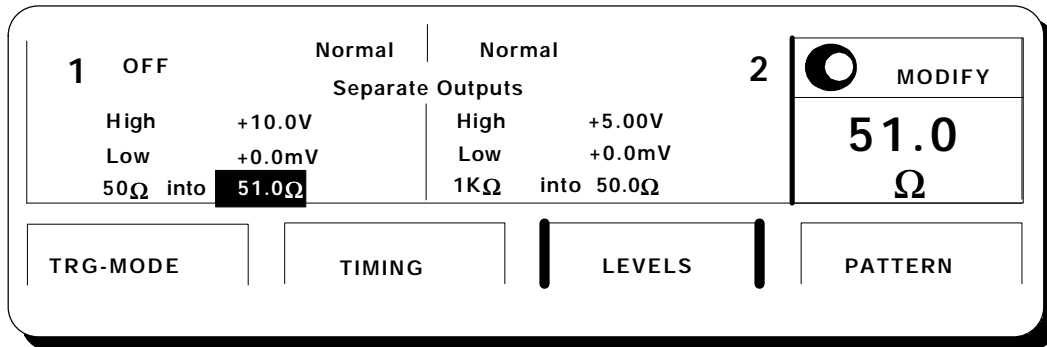 1 OFF Normal Normal 2 MODIFY
Separate Outputs
High +10.0V High +5.00V 51.0
Low +0.0mV Low +0.0mV
50Ω into 51.0Ω 1KΩ into 50.0Ω Ω
TRG-MODE TIMING LEVELS PATTERN